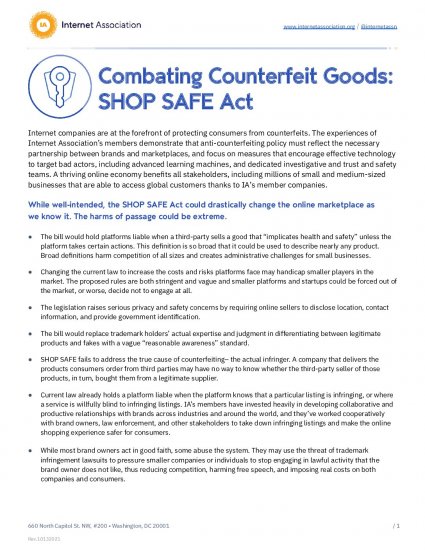 IA Internet Association
www.internetassociation.org / @internetassn
Combating Counterfeit Goods:
SHOP SAFE Act
Internet companies are at the forefront of protecting consumers from counterfeits. The experiences of
Internet Association's members demonstrate that anti-counterfeiting policy must reflect the necessary
partnership between brands and marketplaces, and focus on measures that encourage effective technology
to target bad actors, including advanced learning machines, and dedicated investigative and trust and safety
teams. A thriving online economy benefits all stakeholders, including millions of small and medium-sized
businesses that are able to access global customers thanks to IA's member companies.
While well-intended, the SHOP SAFE Act could drastically change the online marketplace as
we know it. The harms of passage could be extreme.
● The bill would hold platforms liable when a third-party sells a good that "implicates health and safety" unless the
platform takes certain actions. This definition is so broad that it could be used to describe nearly any product.
Broad definitions harm competition of all sizes and creates administrative challenges for small businesses.
● Changing the current law to increase the costs and risks platforms face may handicap smaller players in the
market. The proposed rules are both stringent and vague and smaller platforms and startups could be forced out of
the market, or worse, decide not to engage at all.
● The legislation raises serious privacy and safety concerns by requiring online sellers to disclose location, contact
information, and provide government identification.
● The bill would replace trademark holders' actual expertise and judgment in differentiating between legitimate
products and fakes with a vague "reasonable awareness" standard.
● SHOP SAFE fails to address the true cause of counterfeiting– the actual infringer. A company that delivers the
products consumers order from third parties may have no way to know whether the third-party seller of those
products, in turn, bought them from a legitimate supplier.
● Current law already holds a platform liable when the platform knows that a particular listing is infringing, or where
a service is willfully blind to infringing listings. IA's members have invested heavily in developing collaborative and
productive relationships with brands across industries and around the world, and they've worked cooperatively
with brand owners, law enforcement, and other stakeholders to take down infringing listings and make the online
shopping experience safer for consumers.
● While most brand owners act in good faith, some abuse the system. They may use the threat of trademark
infringement lawsuits to pressure smaller companies or individuals to stop engaging in lawful activity that the
brand owner does not like, thus reducing competition, harming free speech, and imposing real costs on both
companies and consumers.
660 North Capitol St. NW, #200 • Washington, DC 20001
/ 1